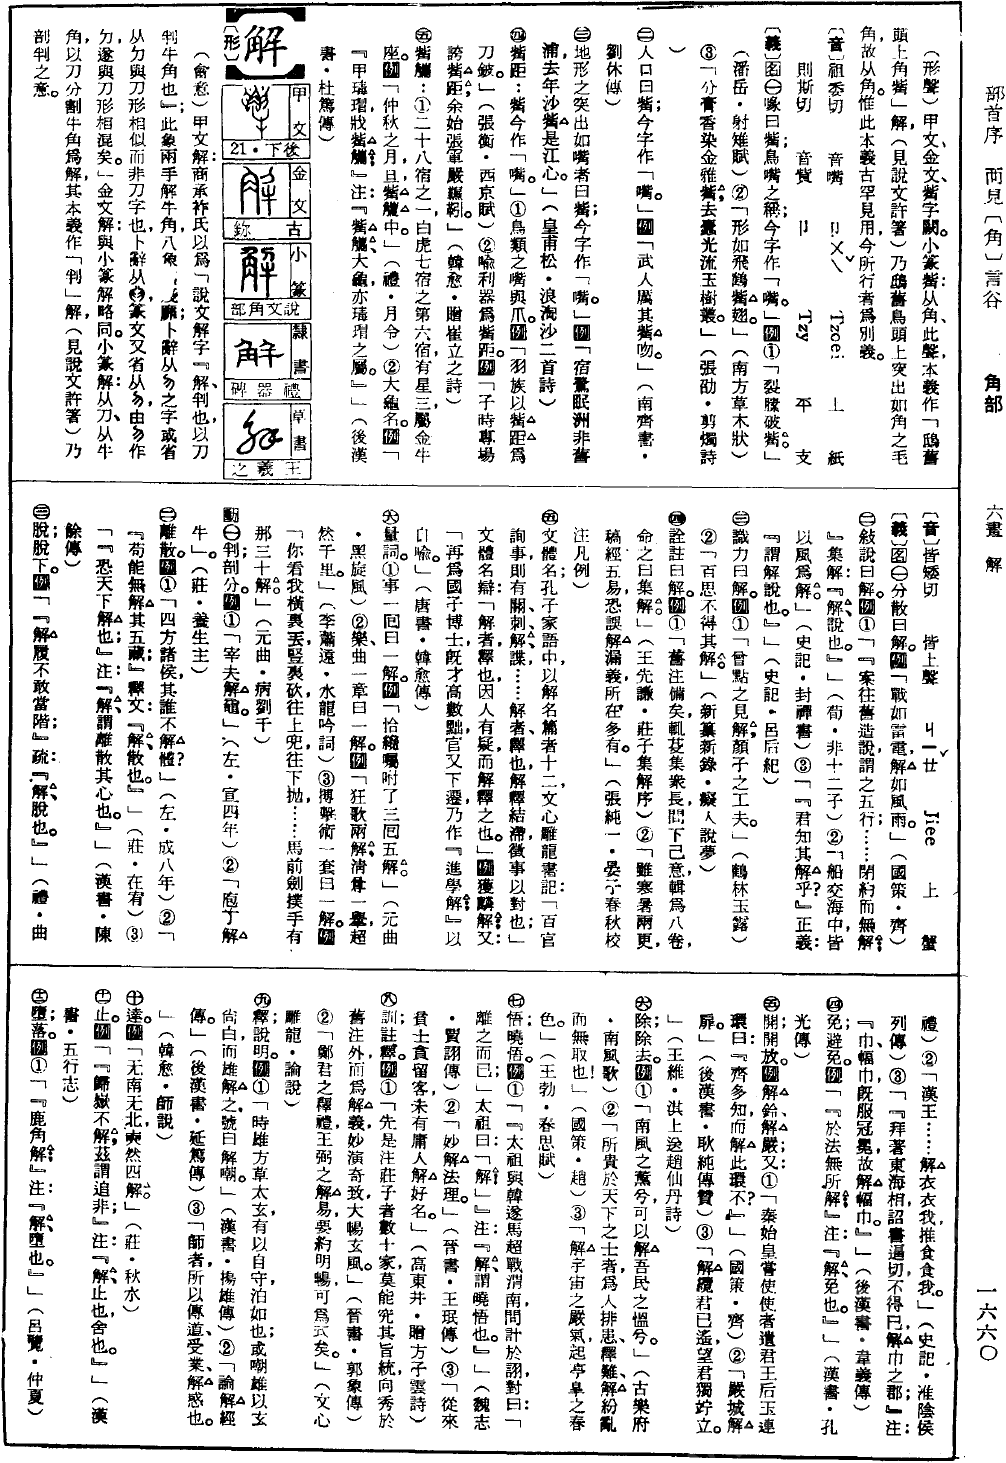 部首序　酉見〔角〕言谷　角部　六畫　解　一六六〇
（形聲）甲文、金文觜字闕。小篆觜：从角、此聲、本義作「鴟舊
頭上角觜」解（見說文許箸）乃鴟舊鳥頭上突出如角之毛
角、故从角。惟此本義古罕見用、今所行者爲別義。
〔音〕祖委切　音嘴　ㄗㄨㄟˇ　Tzoei　上　紙
則斯切　音貲　ㄗ　Tzy　平　支
〔義〕名㊀喙曰觜、鳥嘴之稱；今字作「嘴。」例①「裂膆破觜。」
（潘岳・射雉賦）②「形如飛鶴觜翅。」（南方草木狀）
③「分膏香染金雅觜、去蠹光流玉樹叢。」（張劭・剪燭詩
）
㊁人口曰觜；今字作「嘴。」例「武人厲其觜吻。」（南齊書・
劉休傳）
㊂地形之突出如嘴者曰觜；今字作「嘴。」例「宿鷺眠洲非舊
浦、去年沙觜是江心。」（皇甫松・浪淘沙二首詩）
㊃觜距：觜今作「嘴。」①鳥類之嘴與爪。例「羽族以觜距爲
刀鈹。」（張衡・西京賦）②喻利器爲觜距。例「子時專場
誇觜距、余始張軍嚴韅靷。」（韓愈・贈崔立之詩）
㊄觜觿：①二十八宿之一、白虎七宿之第六宿、有星三、屬金牛
座。例「仲秋之月、旦觜觿中。」（禮・月令）②大龜名。例「
『甲瑇瑁、戕觜觿。』注：『觜觿、大龜、亦瑇瑁之屬。』」（後漢
書・杜篤傳）
解
〔形〕
甲文　後下・21
金文　古鉨
小篆　說文角部
隸書　禮器碑
草書　王羲之
（會意）甲文解：商承祚氏以爲「說文解字『解、判也、从刀
判牛角也；』此象兩手解牛角
从刀與刀形相似而非刀字也
勿遂與刀形相混矣。」金文解：與小篆解略同。小篆解：从刀、从牛
角、以刀分割牛角爲解、其本義作「判」解（見說文許箸）、乃
剖判之意。
〔音〕皆矮切　皆上聲　ㄐㄧㄝˇ　Jiee　上　蟹
〔義〕名㊀分散曰解。例「戰如雷電、解如風雨。」（國策・齊）
㊁敍說曰解。例①「『案往舊造說、謂之五行……閉約而無解。
』集解：『解、說也。』」（荀・非十二子）②「船交海中、皆
以風爲解。」（史記・封禪書）③「『君知其解乎？』正義：
『謂解說也。』」（史記・呂后紀）
㊂識力曰解。例①「曾點之見解、顏子之工夫。」（鶴林玉露）
②「百思不得其解。」（新纂新錄・癡人說夢）
㊃詮註曰解。例①「舊注備矣、輒芟集衆長、間下己意、輯爲八卷、
命之曰集解。」（王先謙・莊子集解序）②「雖寒暑兩更、
稿經五易、恐誤解漏義、所在多有。」（張純一・晏子春秋校
注凡例）
㊄文體名、孔子家語中以解名篇者十二。文心雕龍書記：「百官
詢事則有關、刺、解、諜……解者、釋也、解釋結滯、徵事以對也；」
文體名辯：「解者、釋也、因人有疑而解釋之也。」例獲麟解。又：
「再爲國子博士、既才高數黜、官又下遷、乃作『進學解』以
自喩。」（唐書・韓愈傳）
㊅量詞①事一回曰一解。例「恰纔囑咐了三回五解。」（元曲
・黑旋風）②樂曲一章曰一解。例「狂歌兩解、淸尊一舉、超
然千里。」（李蕭遠・水龍吟詞）③搏擊術一套曰一解。例
「你看我橫裏丟、豎裏砍、往上兜、往下抛……馬前劍撲手有
那三十解。」（元曲・病劉千）
動㊀判剖分。例①「宰夫解黿。」（左・宣四年）②「庖丁解
牛。」（莊・養生主）
㊁離散。例①「四方諸侯、其誰不解體？」（左・成八年）②「
『苟能無解其五藏；』釋文：『解、散也。』」（莊・在宥）③
「『恐天下解也；』注：『解謂離散其心也。』」（漢書・陳
餘傳）
㊂脫；脫下。例①「『解屨不敢當階；』疏：『解、脫也。』」（禮・曲
禮）②「漢王……解衣衣我、推食食我。」（史記・淮陰侯
列傳）③「『拜著東海相、詔書逼切、不得已、解巾之郡；』注：
『巾、幅巾、既服冠冕、故解幅巾。』」（後漢書・韋義傳）
㊃免；避免。例「『於法無所解；』注：『解、免也。』」（漢書・孔
光傳）
㊄開；開放。例解鈴、解嚴；又①「秦始皇嘗使使者遺君王后玉連
環、曰：『齊多知、而解此環不？』」（國策・齊）②「嚴城解
扉。」（後漢書・耿純傳贊）③「解纜君已遙、望君獨竚立。
」（王維・淇上送趙仙丹詩）
㊅除；除去。例①「南風之薰兮、可以解吾民之慍兮。」（古樂府
・南風歌）②「所貴於天下之士者、爲人排患、釋難、解紛亂
而無取也！」（國策・趙）③「解宇宙之嚴氣、起亭皋之春
色。」（王勃・春思賦）
㊆悟；曉悟。例①「『太祖與韓遂馬超戰渭南、問計於詡、對曰：『
離之而已。』太祖曰：『解。』』注：『解謂曉悟也。』」（魏志
・賈詡傳）②「妙解法理。」（晉書・王珉傳）③「從來
貧士貪留客、未有庸人解好名。」（高東井・贈方子雲詩）
㊇訓註釋。例①「先是注莊子者數十家、莫能究其旨統、向秀於
舊注外而爲解義、妙演奇致、大暢玄風。」（晉書・郭象傳）
②「鄭君之釋禮、王弼之解易、要約明暢、可爲式矣。」（文心
雕龍・論說）
㊈釋；說明。例①「時雄方草太玄、有以自守、泊如也；或嘲雄以玄
尙白、而雄解之、號曰解嘲。」（漢書・揚雄傳）②「論解經
傳。」（後漢書・延篤傳）③「師者、所以傳道、受業、解惑也。
」（韓愈・師說）
㊉達。例「无南无北、奭然四解。」（莊・秋水）
⼗㊀止。例「『歸嶽不解、茲謂追非；』注：『解、止也、舍也。』」（漢
書・五行志）
⼗㊁墮；落。例①「『鹿角解；』注：『解、墮也。』」（呂覽・仲夏）